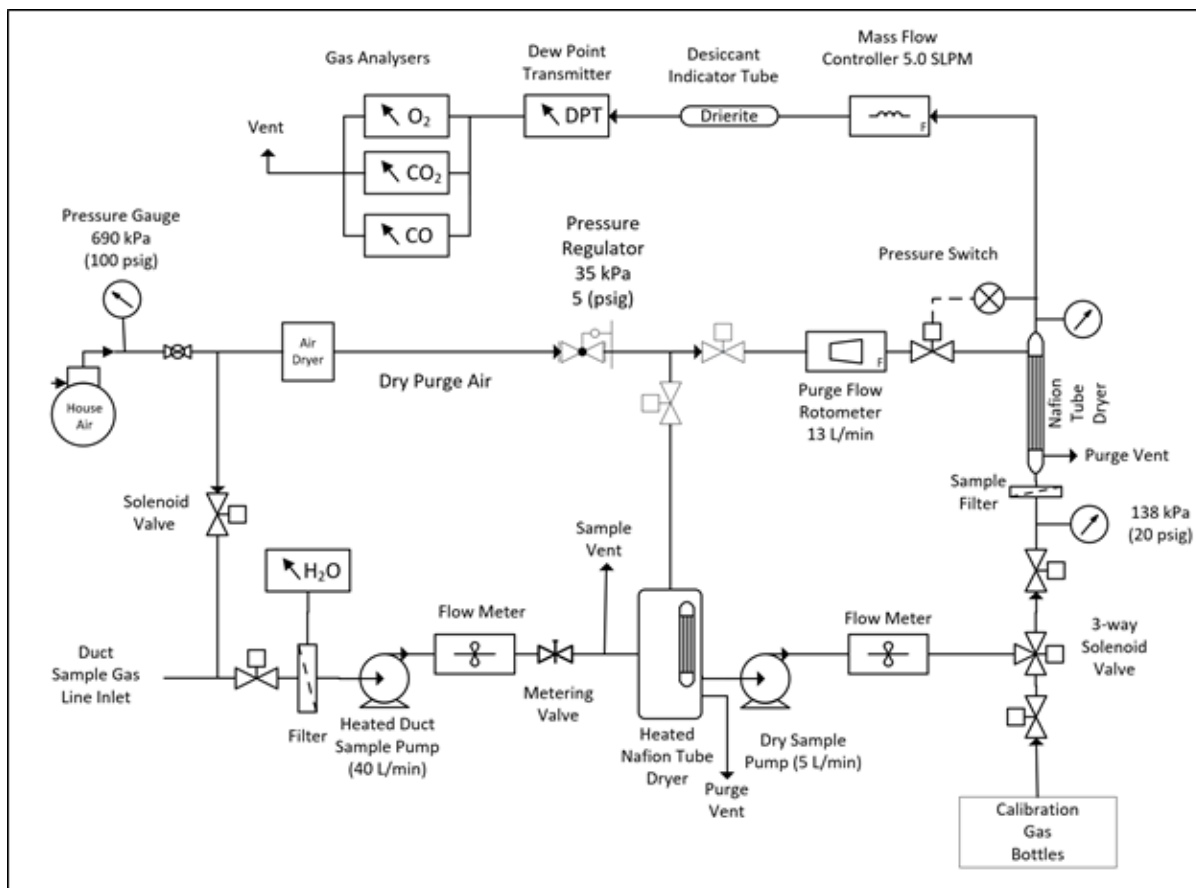 Mass Flow
Controller 5.0 SLPM
Desiccant
Indicator Tube
Dew Point
Transmitter
Gas Analysers
O2
CO2
CO
DPT
Drierite
F
Vent
Pressure Gauge
690 kPa
(100 psig)
Pressure
Regulator
35 kPa
5 (psig)
Pressure Switch
House
Air
Air
Dryer
Dry Purge Air
F
Purge Flow
Rotometer
13 L/min
Nafion
Tube
Dryer
Purge Vent
Sample
Filter
138 kPa
(20 psig)
Solenoid
Valve
H2O
Sample
Vent
Flow Meter
Flow Meter
3-way
Solenoid
Valve
Duct
Sample Gas
Line Inlet
Filter
Heated Duct
Sample Pump
(40 L/min)
Metering
Valve
Heated
Nafion Tube
Dryer
Dry Sample
Pump (5 L/min)
Purge
Vent
Calibration
Gas
Bottles